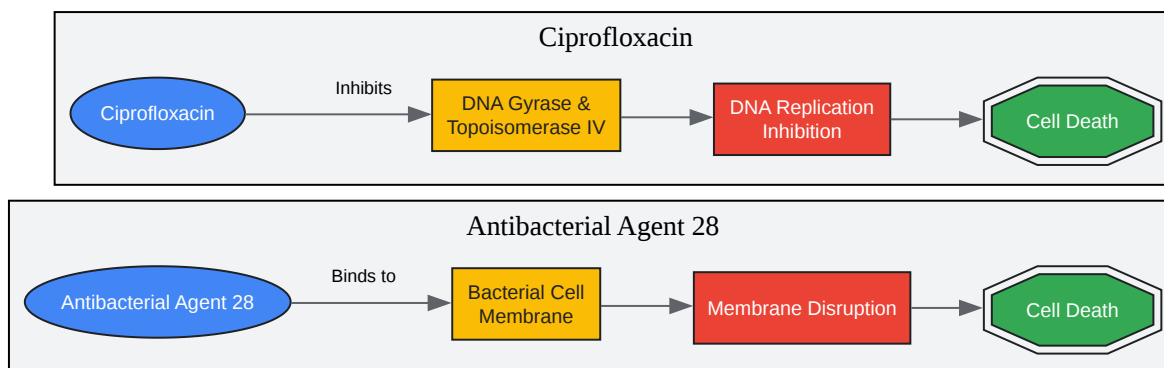 Ciprofloxacin
Ciprofloxacin
Inhibits
DNA Gyrase &
Topoisomerase IV
DNA Replication
Inhibition
Cell Death
Antibacterial Agent 28
Antibacterial Agent 28
Binds to
Bacterial Cell
Membrane
Membrane Disruption
Cell Death